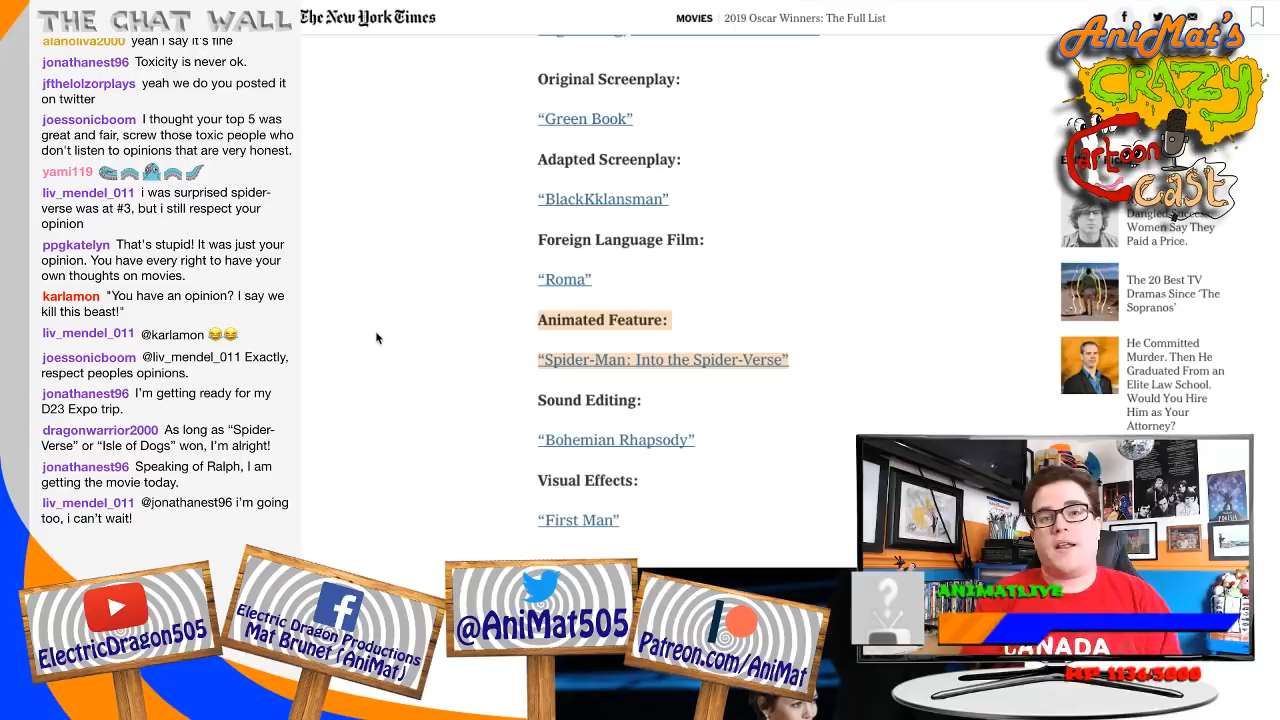 THE CHAT WALL
The New York Times
MOVIES
2019 Oscar Winners: The Full List
alanoliva2000 yeah i say it's fine
jonathanest96 Toxicity is never ok.
jfthelolzorplays yeah we do you posted it
on twitter
joessonicboom I thought your top 5 was
great and fair, screw those toxic people who
don't listen to opinions that are very honest.
yami119
liv_mendel_011 i was surprised spider-
verse was at #3, but i still respect your
opinion
ppgkatelyn That's stupid! It was just your
opinion. You have every right to have your
own thoughts on movies.
karlamon "You have an opinion? I say we
kill this beast!"
liv_mendel_011 @karlamon 😂😂
joessonicboom @liv_mendel_011 Exactly,
respect peoples opinions.
jonathanest96 I'm getting ready for my
D23 Expo trip.
dragonwarrior2000 As long as “Spider-
Verse” or “Isle of Dogs” won, I'm alright!
jonathanest96 Speaking of Ralph, I am
getting the movie today.
liv_mendel_011 @jonathanest96 i'm going
too, i can't wait!
Original Screenplay:
“Green Book”
Adapted Screenplay:
“BlacKkKlansman”
Foreign Language Film:
“Roma”
Animated Feature:
“Spider-Man: Into the Spider-Verse”
Sound Editing:
“Bohemian Rhapsody”
Visual Effects:
“First Man”
AniMat's
CRAZY
Cartoon
Cast
Dangled Success,
Women Say They
Paid a Price.
The 20 Best TV
Dramas Since ‘The
Sopranos’
He Committed
Murder. Then He
Graduated From an
Elite Law School.
Would You Hire
Him as Your
Attorney?
ElectricDragon505
Electric Dragon Productions
Mat Brunet (AniMat)
@AniMat505
Patreon.com/AniMat
?
ANIMATLIVE
CANADA